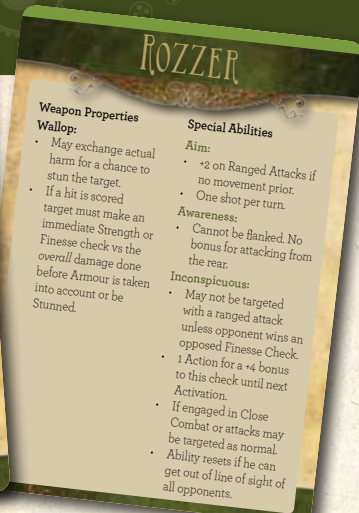 ROZZER
Weapon Properties
Wallop:
• May exchange actual
harm for a chance to
stun the target.
• If a hit is scored
target must make an
immediate Strength or
Finesse check vs the
overall damage done
before Armour is taken
into account or be
Stunned.
Special Abilities
Aim:
• +2 on Ranged Attacks if
no movement prior.
• One shot per turn.
Awareness:
• Cannot be flanked. No
bonus for attacking from
the rear.
Inconspicuous:
• May not be targeted
with a ranged attack
unless opponent wins an
opposed Finesse Check.
• 1 Action for a +4 bonus
to this check until next
Activation.
• If engaged in Close
Combat or attacks may
be targeted as normal.
• Ability resets if he can
get out of line of sight of
all opponents.